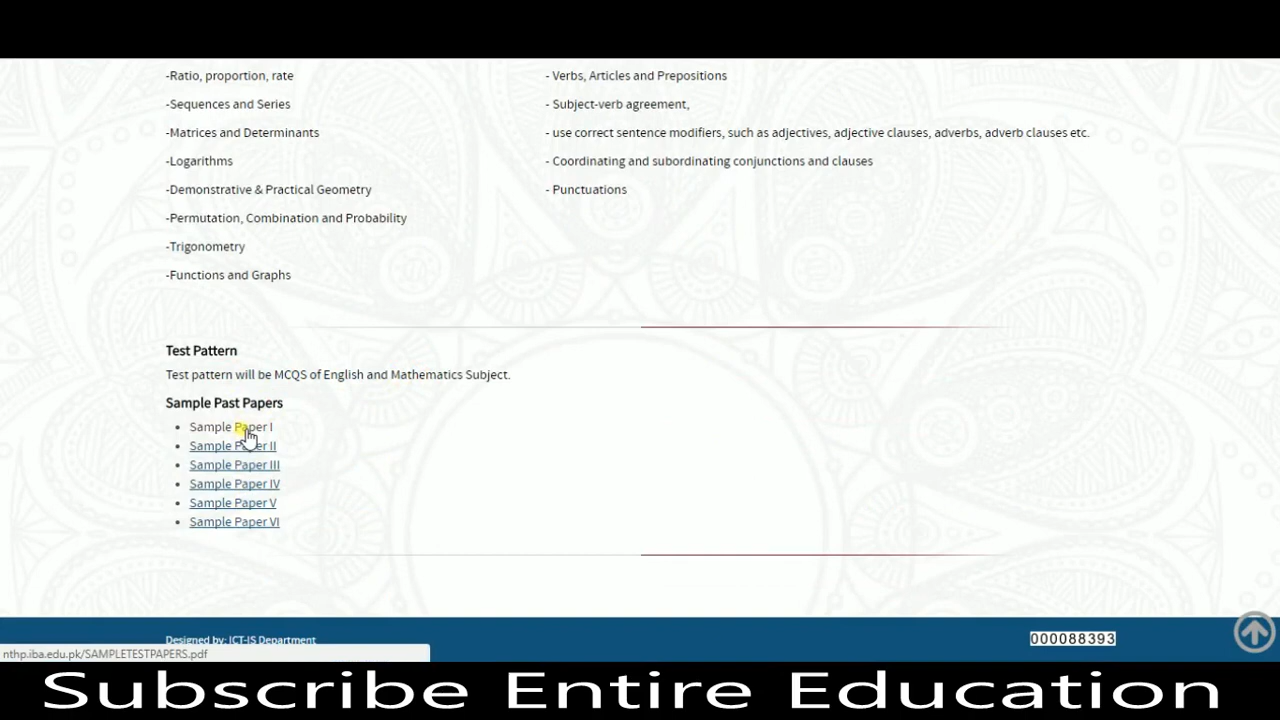 -Ratio, proportion, rate
-Sequences and Series
-Matrices and Determinants
-Logarithms
-Demonstrative & Practical Geometry
-Permutation, Combination and Probability
-Trigonometry
-Functions and Graphs
- Verbs, Articles and Prepositions
- Subject-verb agreement,
- use correct sentence modifiers, such as adjectives, adjective clauses, adverbs, adverb clauses etc.
- Coordinating and subordinating conjunctions and clauses
- Punctuations
Test Pattern
Test pattern will be MCQS of English and Mathematics Subject.
Sample Past Papers
• Sample Paper I
• Sample Paper II
• Sample Paper III
• Sample Paper IV
• Sample Paper V
• Sample Paper VI
Designed by: ICT-IS Department
000088393
nthp.iba.edu.pk/SAMPLETESTPAPERS.pdf
Subscribe Entire Education